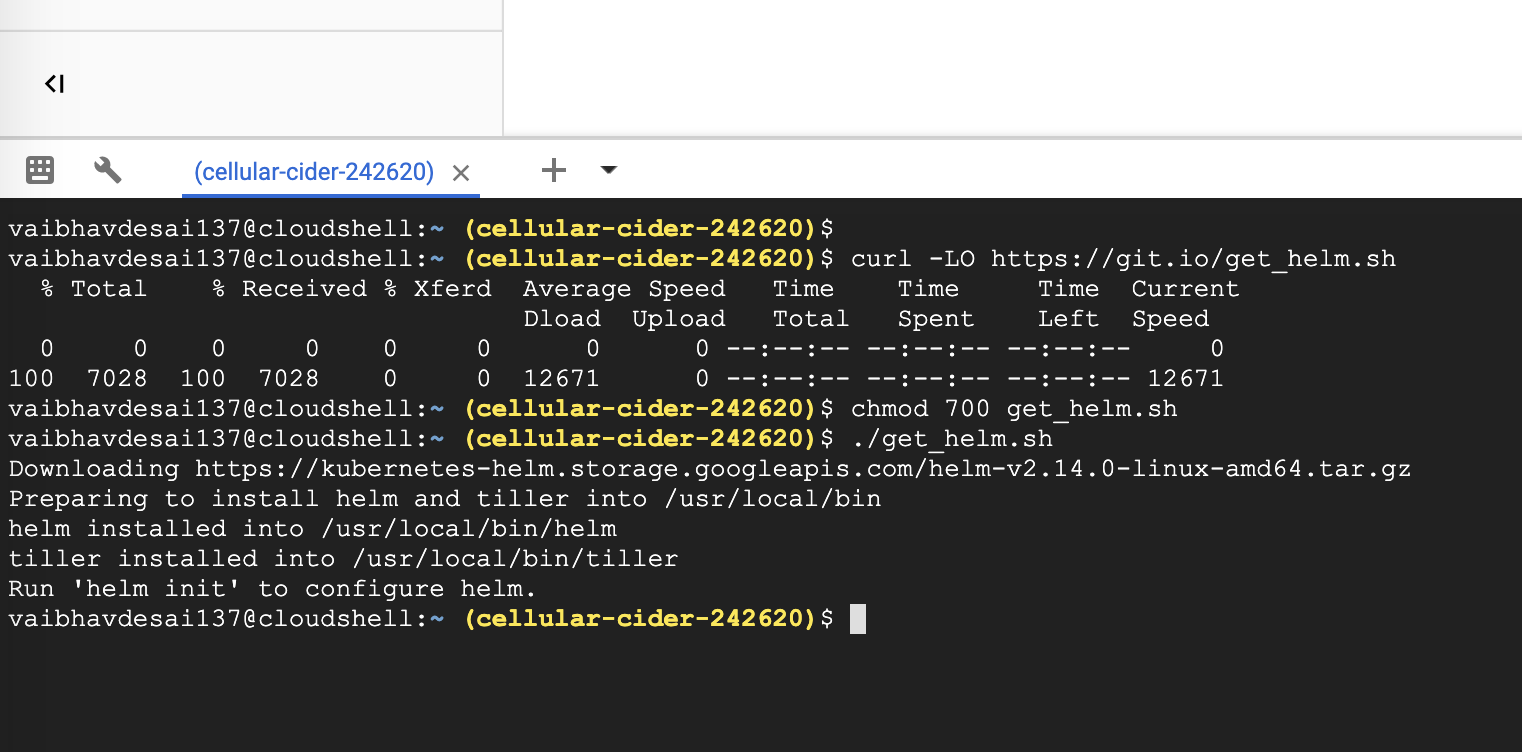 (cellular-cider-242620)
vaibhavdesai137@cloudshell:~ (cellular-cider-242620)$
vaibhavdesai137@cloudshell:~ (cellular-cider-242620)$ curl -LO https://git.io/get_helm.sh
% Total % Received % Xferd Average Speed Time Time Time Current
Dload Upload Total Spent Left Speed
0 0 0 0 0 0 0 0 --:--:-- --:--:-- --:--:-- 0
100 7028 100 7028 0 0 12671 0 --:--:-- --:--:-- --:--:-- 12671
vaibhavdesai137@cloudshell:~ (cellular-cider-242620)$ chmod 700 get_helm.sh
vaibhavdesai137@cloudshell:~ (cellular-cider-242620)$ ./get_helm.sh
Downloading https://kubernetes-helm.storage.googleapis.com/helm-v2.14.0-linux-amd64.tar.gz
Preparing to install helm and tiller into /usr/local/bin
helm installed into /usr/local/bin/helm
tiller installed into /usr/local/bin/tiller
Run 'helm init' to configure helm.
vaibhavdesai137@cloudshell:~ (cellular-cider-242620)$